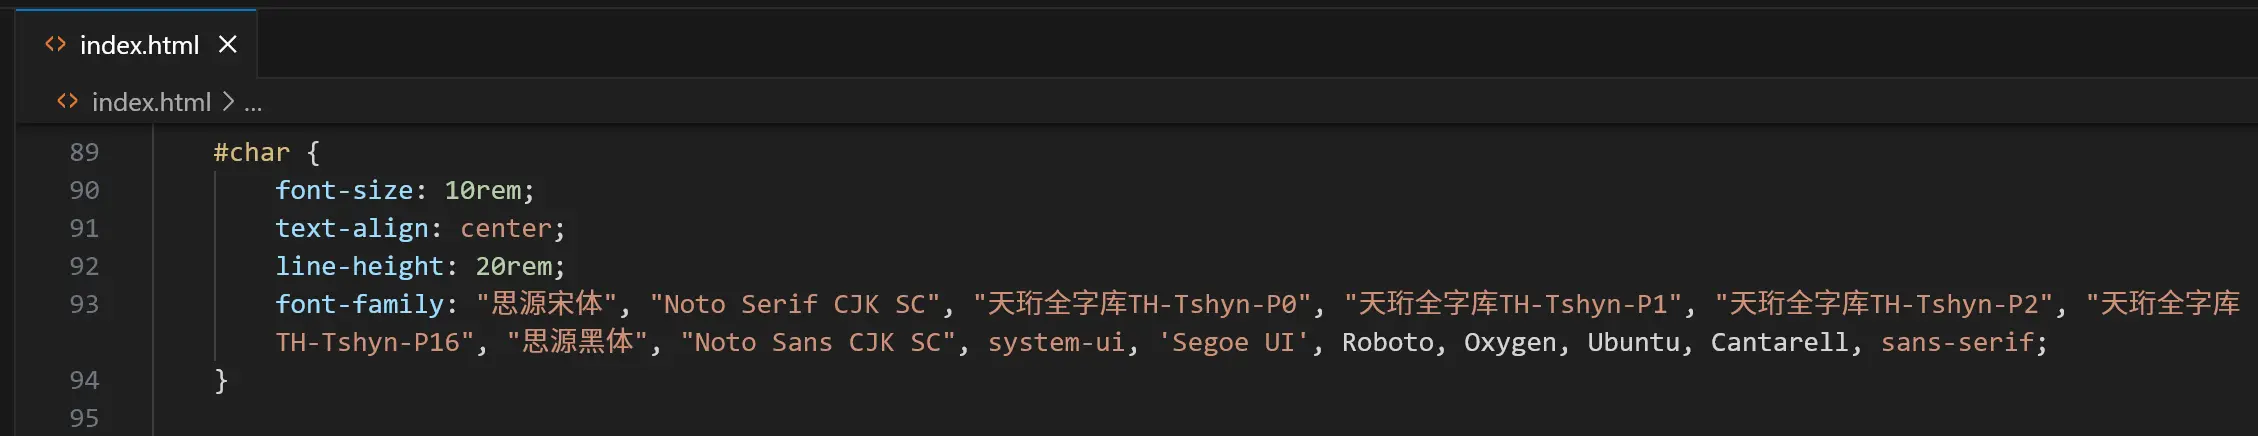 index.html
index.html > ...
89 #char {
90 font-size: 10rem;
91 text-align: center;
92 line-height: 20rem;
93 font-family: "思源宋体", "Noto Serif CJK SC", "天珩全字库TH-Tshyn-P0", "天珩全字库TH-Tshyn-P1", "天珩全字库TH-Tshyn-P2", "天珩全字库
TH-Tshyn-P16", "思源黑体", "Noto Sans CJK SC", system-ui, 'Segoe UI', Roboto, Oxygen, Ubuntu, Cantarell, sans-serif;
94 }
95